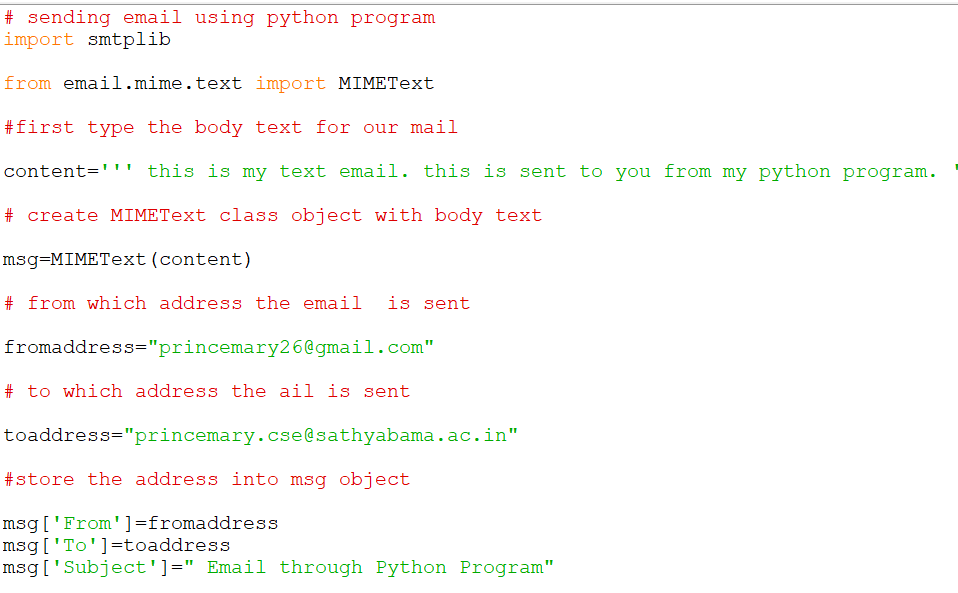 # sending email using python program
import smtplib
from email.mime.text import MIMEText
#first type the body text for our mail
content=''' this is my text email. this is sent to you from my python program. '
# create MIMEText class object with body text
msg=MIMEText(content)
# from which address the email  is sent
fromaddress="princemary26@gmail.com"
# to which address the ail is sent
toaddress="princemary.cse@sathyabama.ac.in"
#store the address into msg object
msg['From']=fromaddress
msg['To']=toaddress
msg['Subject']=" Email through Python Program"